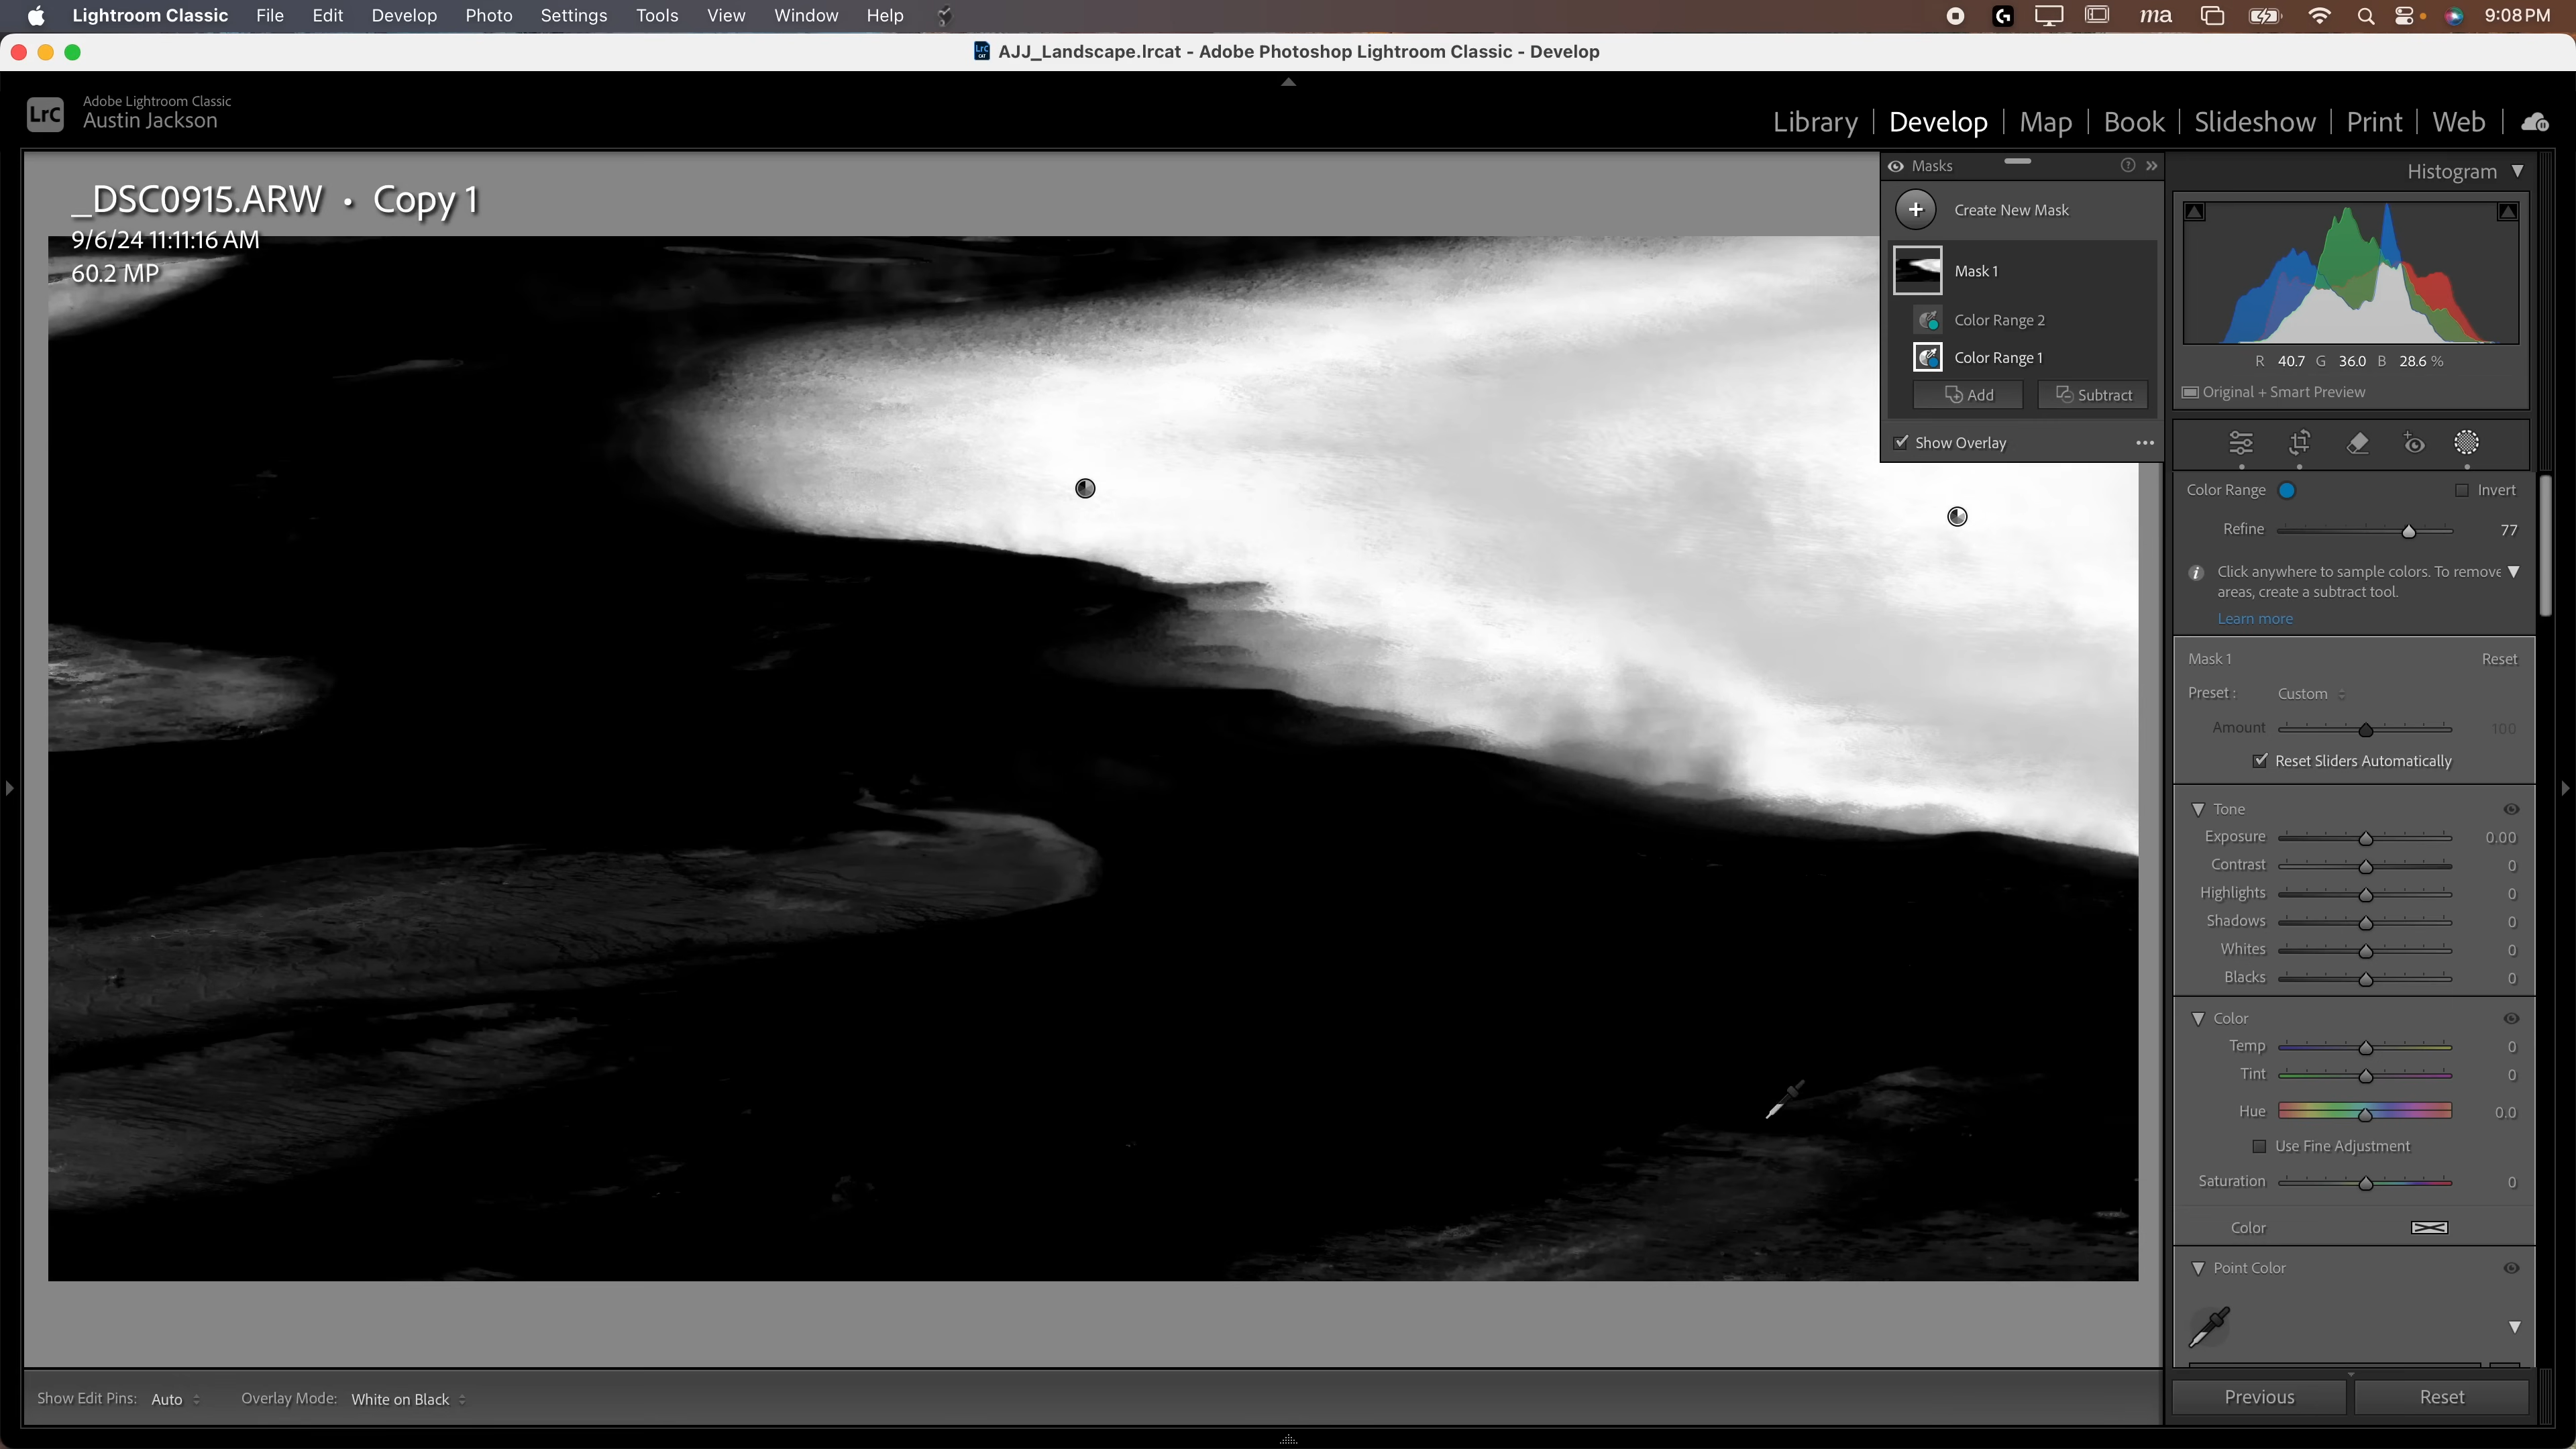 Lightroom Classic File Edit Develop Photo Settings Tools View Window Help ma 9:08 PM
AJJ_Landscape.lrcat - Adobe Photoshop Lightroom Classic - Develop
LrC
Adobe Lightroom Classic
Austin Jackson
Library | Develop | Map | Book | Slideshow | Print | Web
_DSC0915.ARW • Copy 1
9/6/24 11:11:16 AM
60.2 MP
Masks
Create New Mask
Mask 1
Color Range 2
Color Range 1
Add Subtract
Show Overlay
Histogram
R 40.7 G 36.0 B 28.6 %
Original + Smart Preview
Color Range Invert
Refine 77
Click anywhere to sample colors. To remove
areas, create a subtract tool.
Learn more
Mask 1 Reset
Preset : Custom
Amount 100
Reset Sliders Automatically
Tone
Exposure 0.00
Contrast 0
Highlights 0
Shadows 0
Whites 0
Blacks 0
Color
Temp 0
Tint 0
Hue 0.0
Use Fine Adjustment
Saturation 0
Color
Point Color
Show Edit Pins: Auto Overlay Mode: White on Black
Previous Reset